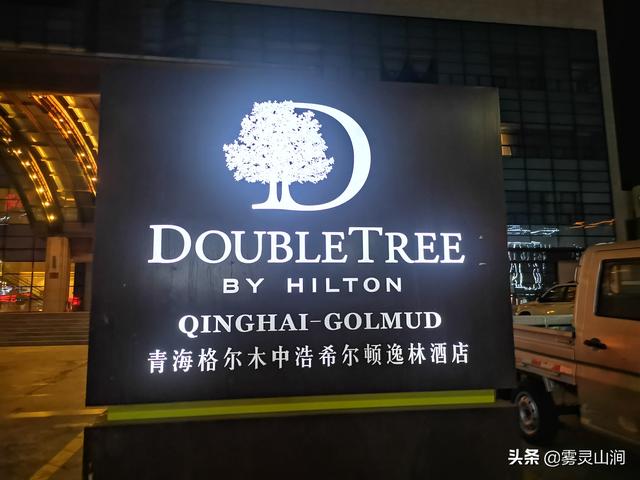 DOUBLETREE
BY HILTON
QINGHAI-GOLMUD
青海格尔木中浩希尔顿逸林酒店
头条 @雾灵山涧